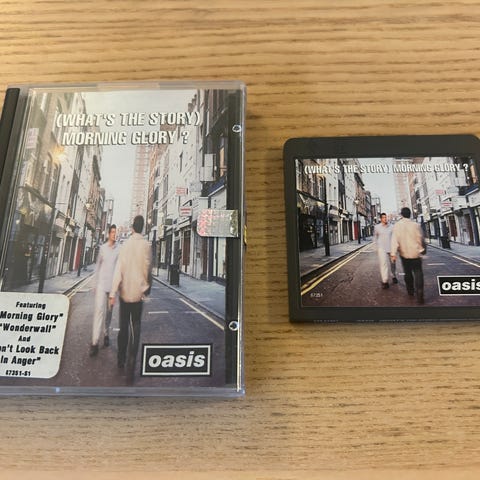 (WHAT'S THE STORY)
MORNING GLORY ?
oasis
Featuring
Morning Glory"
"Wonderwall"
And
n't Look Back
In Anger"
67351-81
(WHAT'S THE STORY) MORNING GLORY ?
67351
oasis